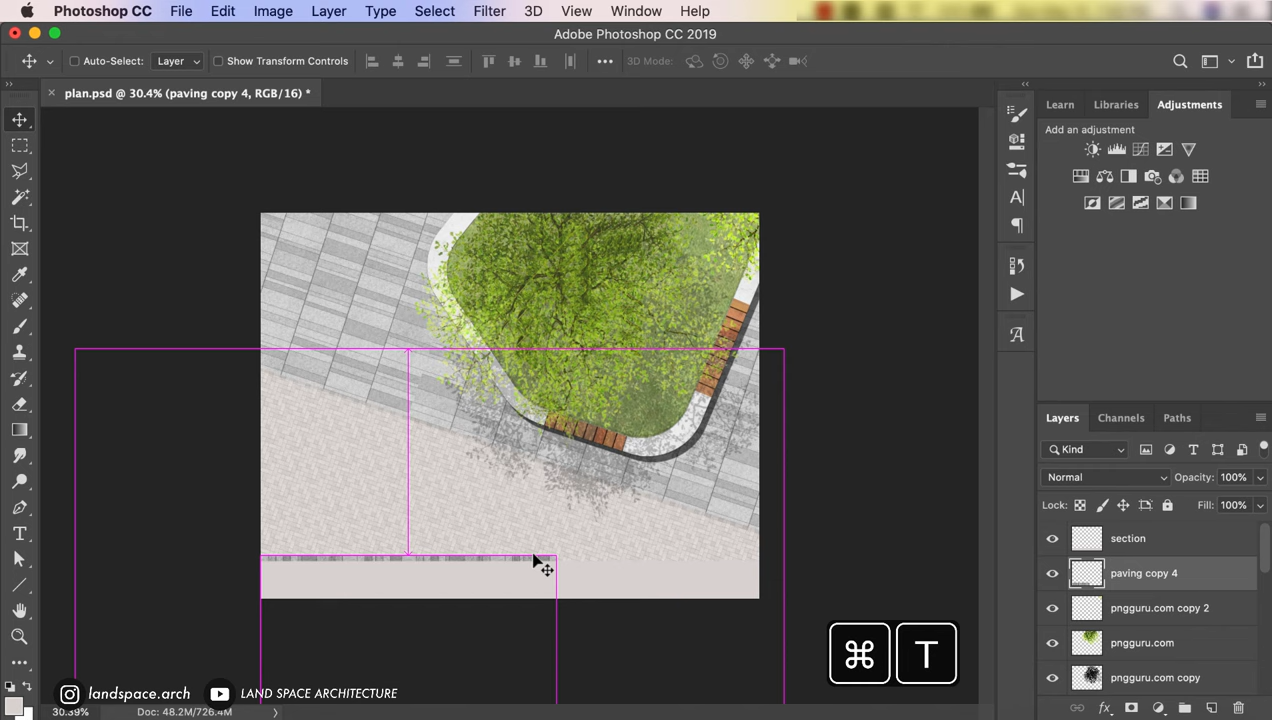 Photoshop CC File Edit Image Layer Type Select Filter 3D View Window Help
Adobe Photoshop CC 2019
Auto-Select: Layer Show Transform Controls 3D Mode:
plan.psd @ 30.4% (paving copy 4, RGB/16) *
Learn Libraries Adjustments
Add an adjustment
Layers Channels Paths
Kind
Normal Opacity: 100%
Lock: Fill: 100%
section
paving copy 4
pngguru.com copy 2
pngguru.com
pngguru.com copy
⌘ T
landspace.arch LAND SPACE ARCHITECTURE
30.39% Doc: 48.2M/726.4M